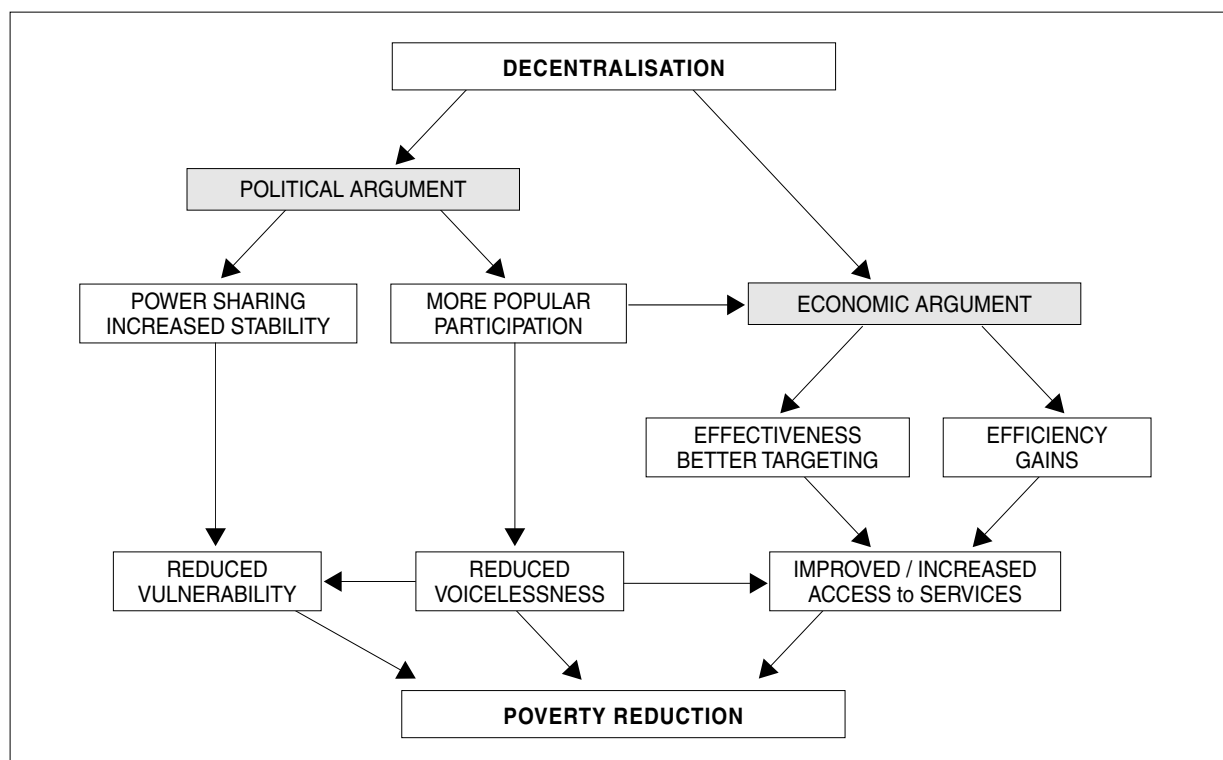 DECENTRALISATION
POLITICAL ARGUMENT
POWER SHARING
INCREASED STABILITY
MORE POPULAR
PARTICIPATION
ECONOMIC ARGUMENT
EFFECTIVENESS
BETTER TARGETING
EFFICIENCY
GAINS
REDUCED
VULNERABILITY
REDUCED
VOICELESSNESS
IMPROVED / INCREASED
ACCESS to SERVICES
POVERTY REDUCTION